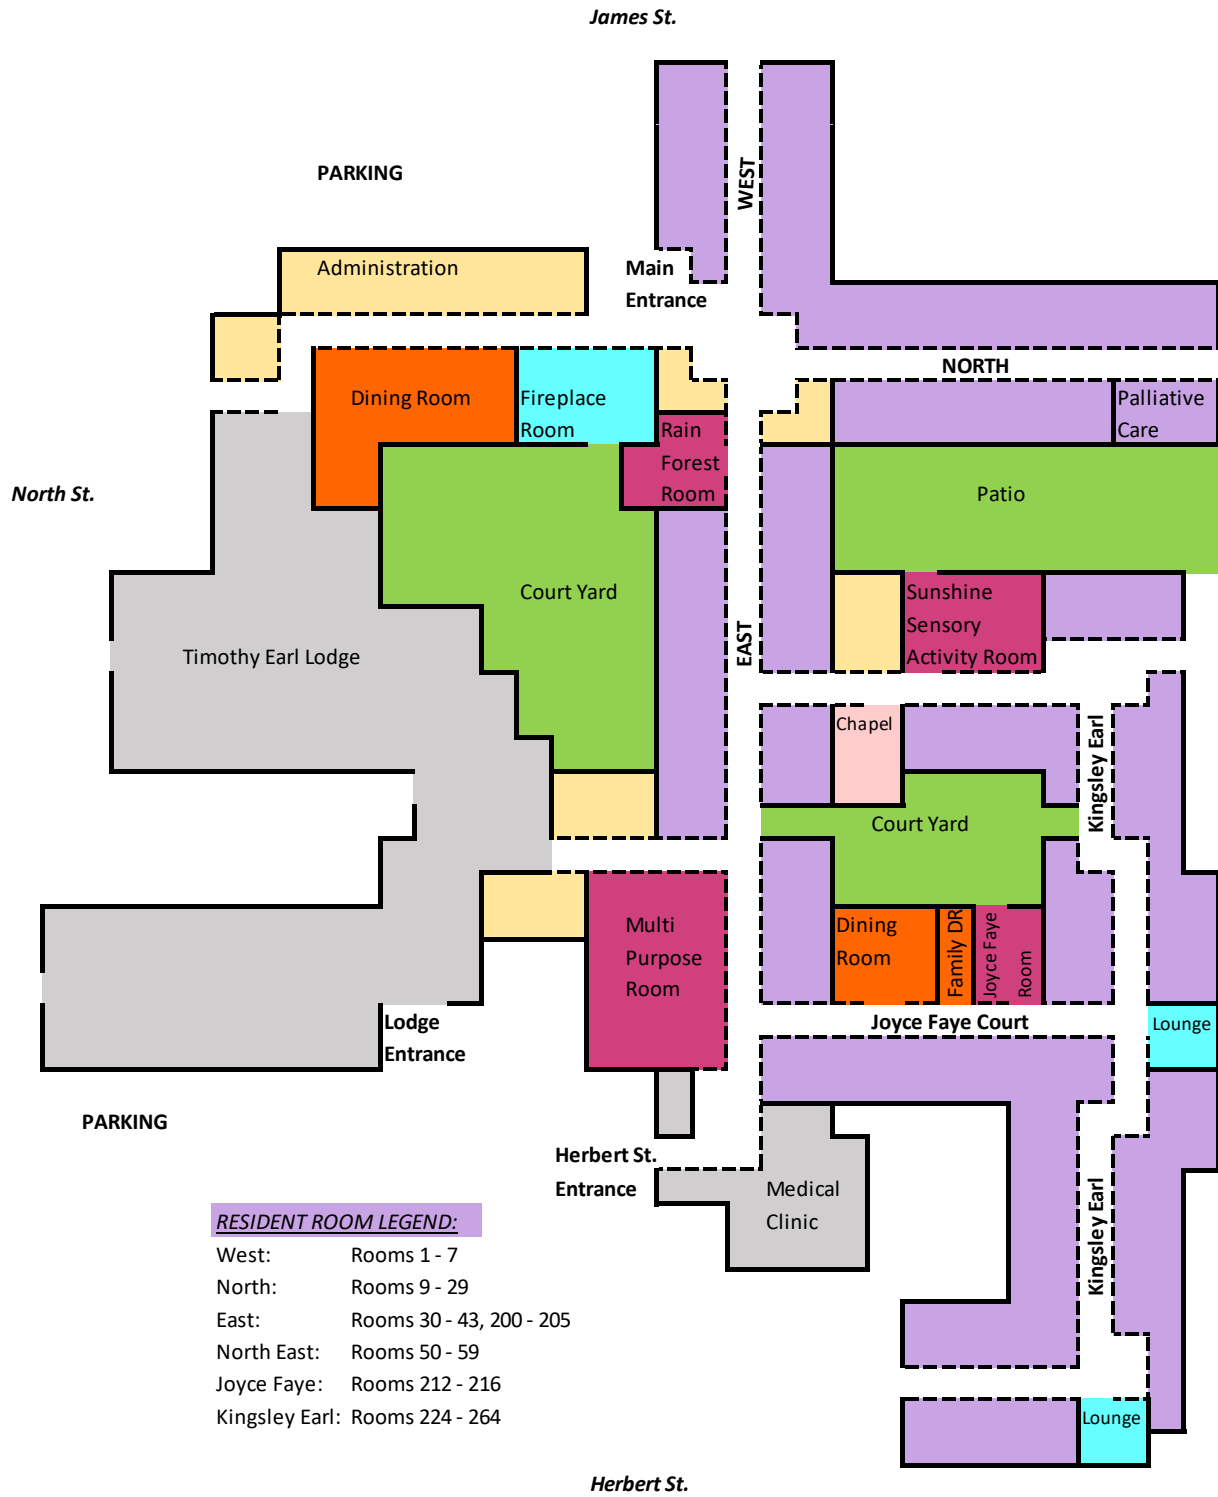 James St.
PARKING
WEST
Administration
Main
Entrance
NORTH
Dining Room
Fireplace
Room
Rain
Forest
Room
Palliative
Care
North St.
Patio
Court Yard
Sunshine
Sensory
Activity Room
EAST
Timothy Earl Lodge
Chapel
Kingsley Earl
Court Yard
Multi
Purpose
Room
Dining
Room
Family DR
Joyce Faye
Room
Lodge
Entrance
Joyce Faye Court
Lounge
PARKING
Herbert St.
Entrance
Medical
Clinic
Kingsley Earl
RESIDENT ROOM LEGEND:
West: Rooms 1 - 7
North: Rooms 9 - 29
East: Rooms 30 - 43, 200 - 205
North East: Rooms 50 - 59
Joyce Faye: Rooms 212 - 216
Kingsley Earl: Rooms 224 - 264
Lounge
Herbert St.